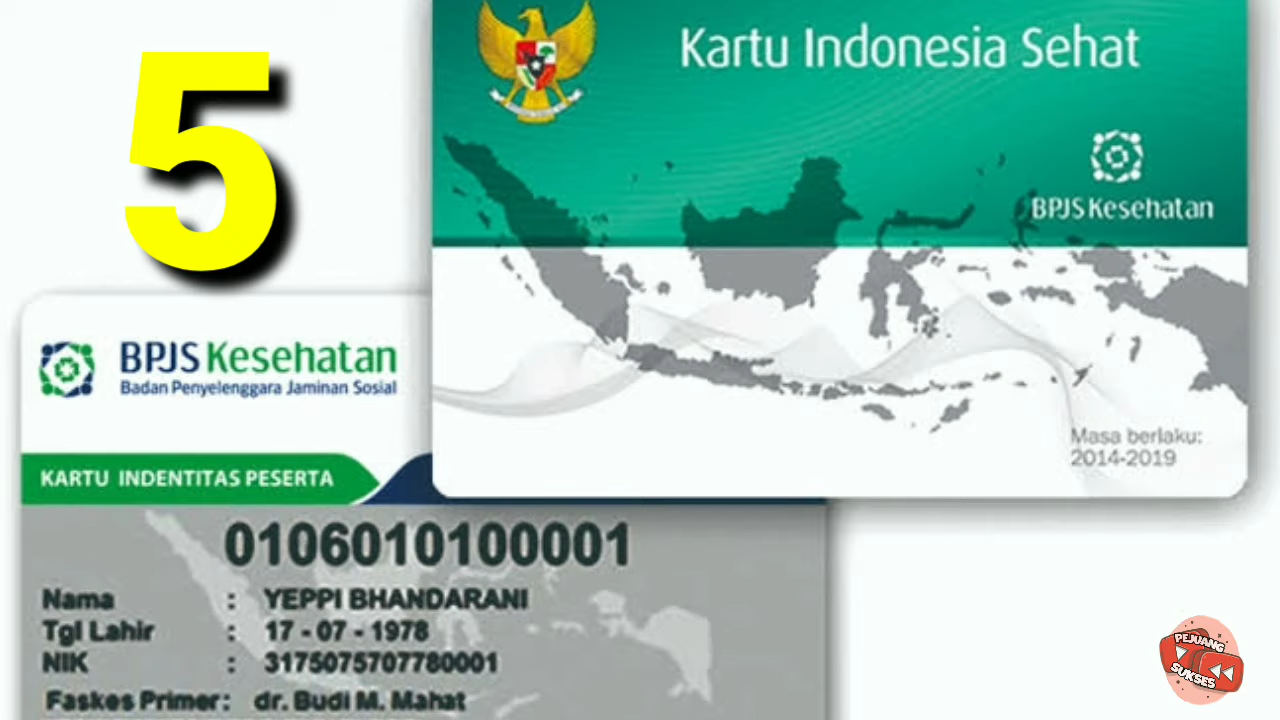 5
Kartu Indonesia Sehat
BPJS Kesehatan
Masa berlaku:
2014-2019
BPJS Kesehatan
Badan Penyelenggara Jaminan Sosial
KARTU INDENTITAS PESERTA
0106010100001
Nama : YEPPI BHANDARANI
Tgl Lahir : 17 - 07 - 1978
NIK : 3175075707780001
Faskes Primer : dr. Budi M. Mahat
PEJUANG
SUKSES